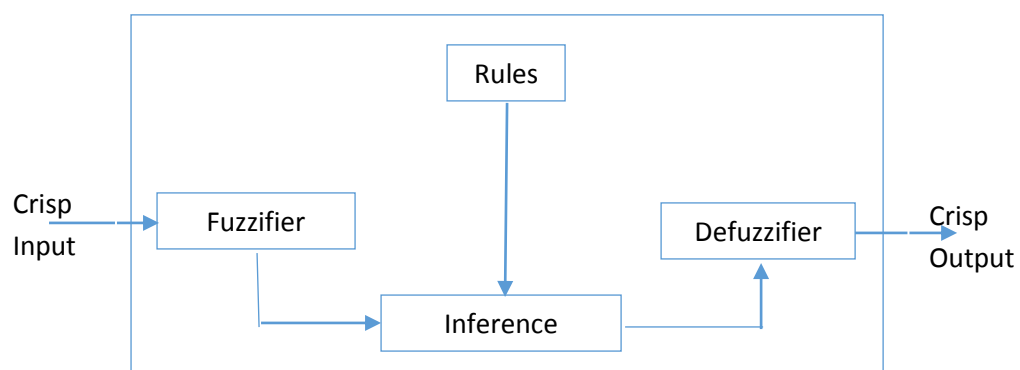 Rules
Crisp
Input
Fuzzifier
Defuzzifier
Crisp
Output
Inference